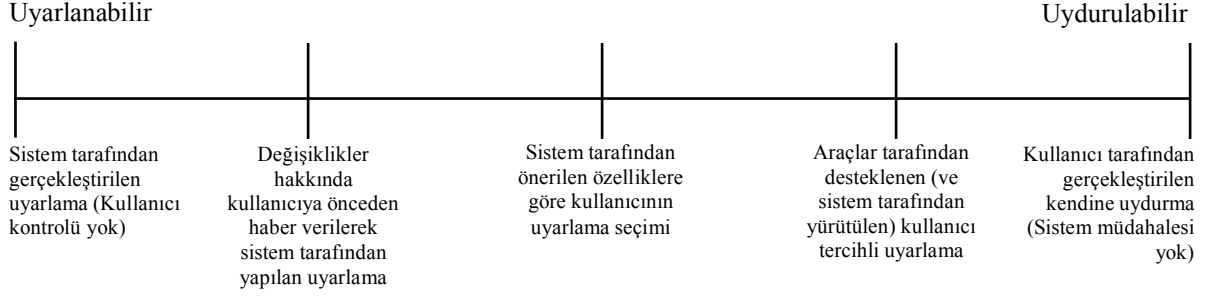 Uyarlanabilir
Uydurulabilir
Sistem tarafından
gerçekleştirilen
uyarlama (Kullanıcı
kontrolü yok)
Değişiklikler
hakkında
kullanıcıya önceden
haber verilerek
sistem tarafından
yapılan uyarlama
Sistem tarafından
önerilen özelliklere
göre kullanıcının
uyarlama seçimi
Araçlar tarafından
desteklenen (ve
sistem tarafından
yürütülen) kullanıcı
tercihli uyarlama
Kullanıcı tarafından
gerçekleştirilen
kendine uydurma
(Sistem müdahalesi
yok)